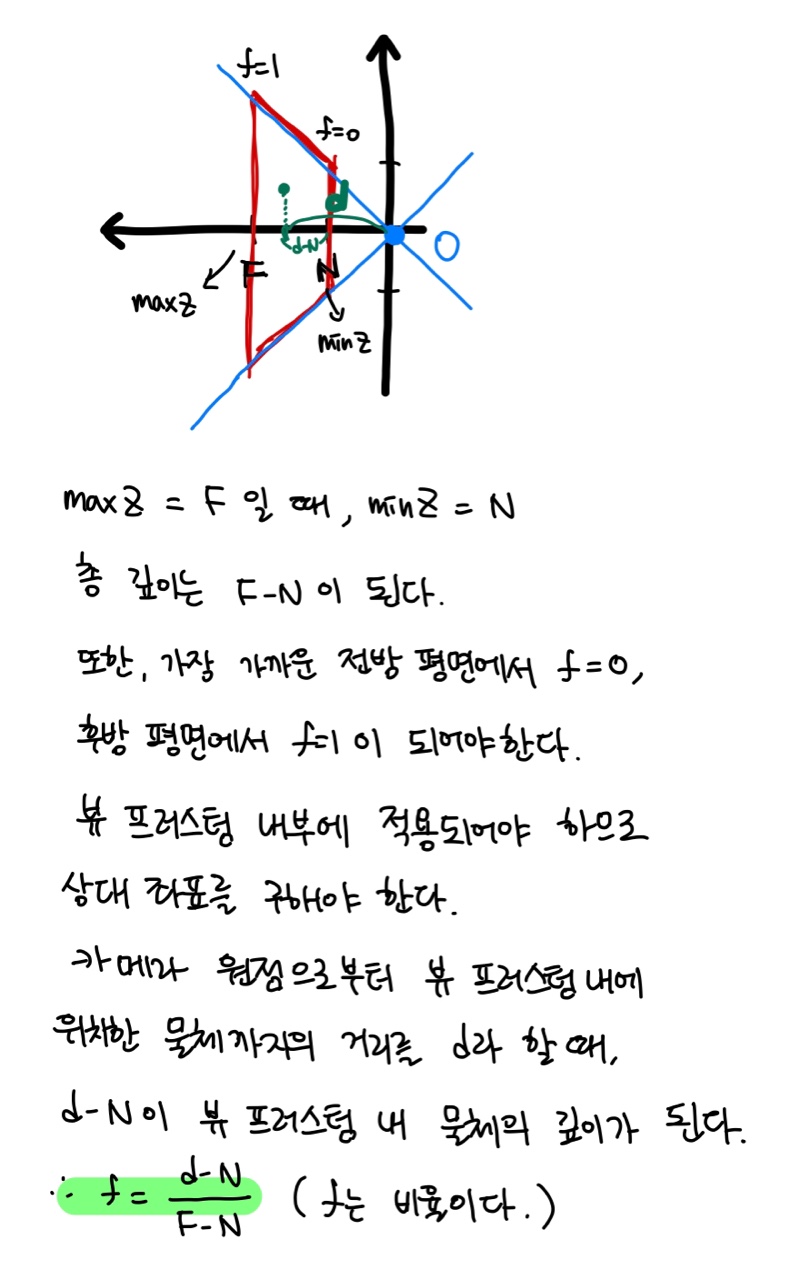 f=1
f=0
d
d-N
F
N
O
maxZ
minZ
maxZ = F 일 때, minZ = N
총 깊이는 F-N이 된다.
또한, 가장 가까운 전방 평면에서 f=0,
후방 평면에서 f=1이 되어야한다.
뷰 프러스텀 내부에 적용되어야 하므로
상대 좌표를 구해야 한다.
카메라 원점으로부터 뷰 프러스텀 내에
위치한 물체까지의 거리를 d라 할 때,
d-N이 뷰 프러스텀 내 물체의 깊이가 된다.
∴ f = (d-N)/(F-N) (f는 비율이다.)